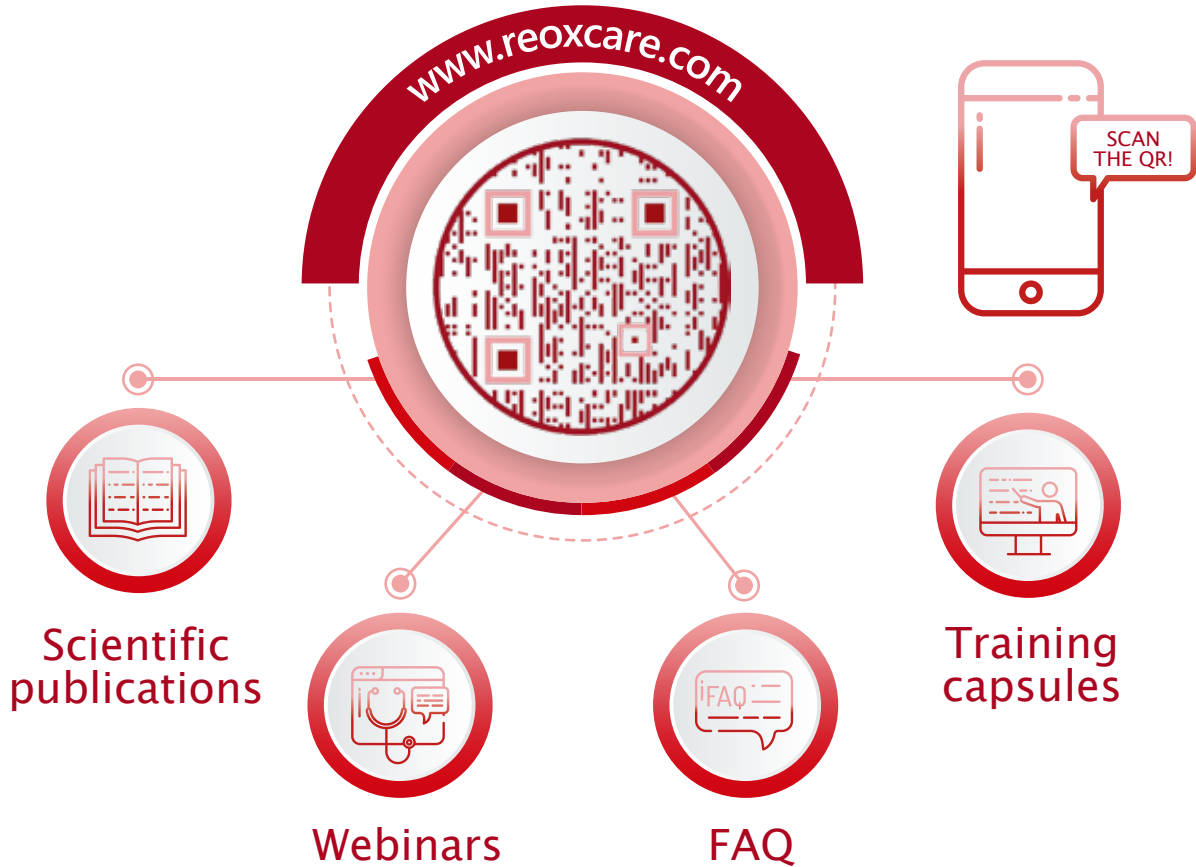 www.reoxcare.com
SCAN
THE QR!
Scientific
publications
Webinars
FAQ
FAQ
Training
capsules